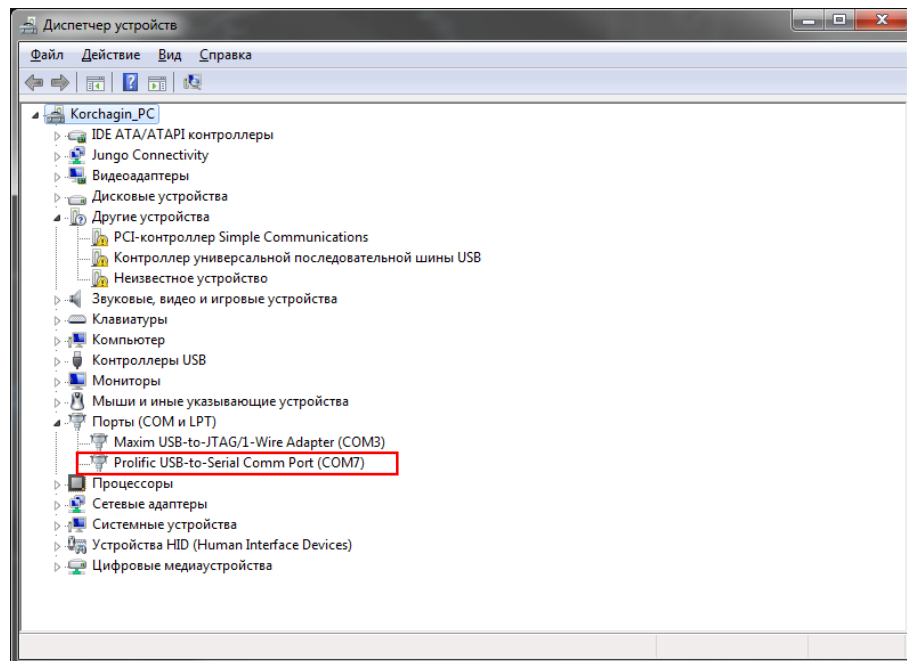 Диспетчер устройств
Файл Действие Вид Справка
Korchagin_PC
IDE ATA/ATAPI контроллеры
Jungo Connectivity
Видеоадаптеры
Дисковые устройства
Другие устройства
PCI-контроллер Simple Communications
Контроллер универсальной последовательной шины USB
Неизвестное устройство
Звуковые, видео и игровые устройства
Клавиатуры
Компьютер
Контроллеры USB
Мониторы
Мыши и иные указывающие устройства
Порты (COM и LPT)
Maxim USB-to-JTAG/1-Wire Adapter (COM3)
Prolific USB-to-Serial Comm Port (COM7)
Процессоры
Сетевые адаптеры
Системные устройства
Устройства HID (Human Interface Devices)
Цифровые медиаустройства